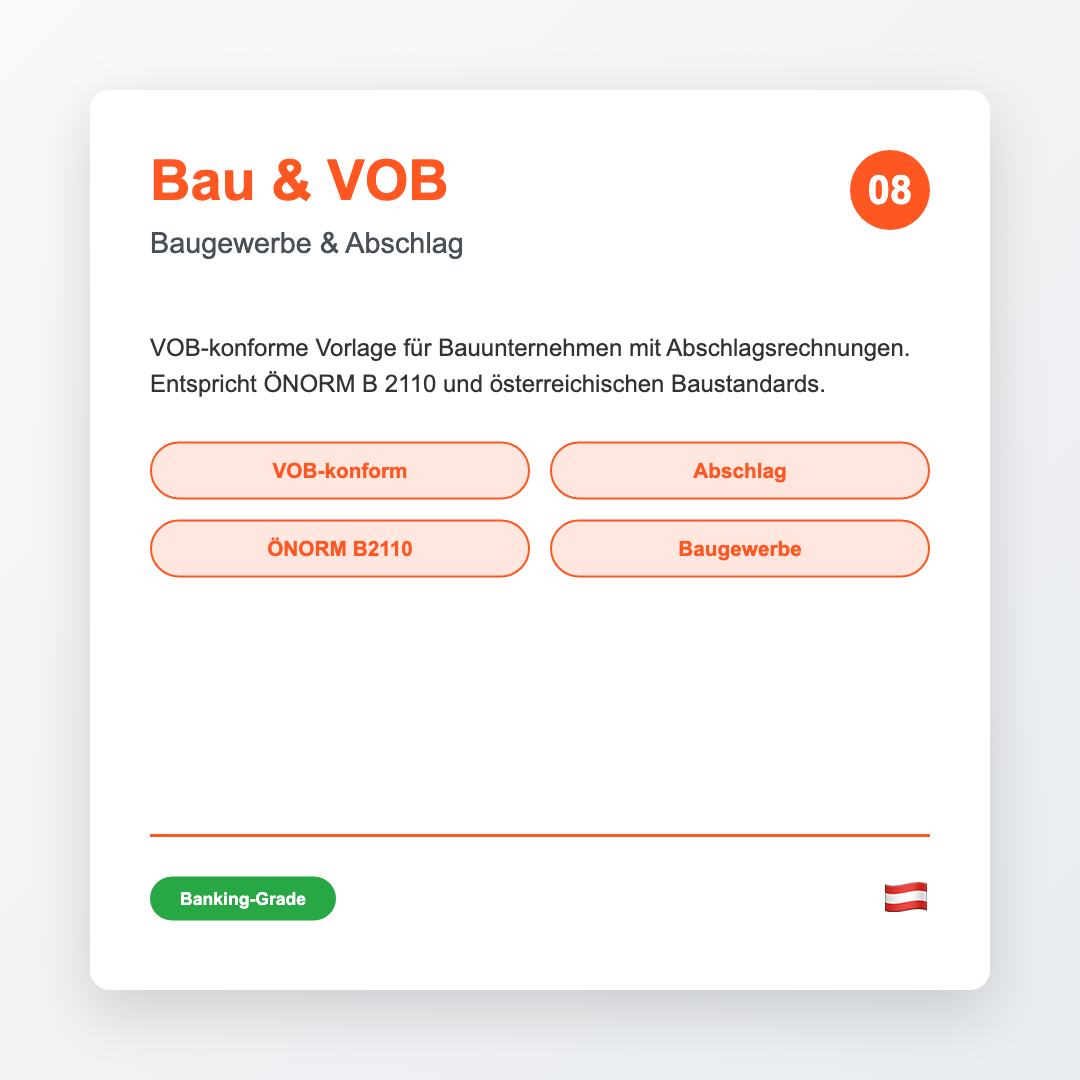 Bau & VOB
08
Baugewerbe & Abschlag
VOB-konforme Vorlage für Bauunternehmen mit Abschlagsrechnungen.
Entspricht ÖNORM B 2110 und österreichischen Baustandards.
VOB-konform
Abschlag
ÖNORM B2110
Baugewerbe
Banking-Grade